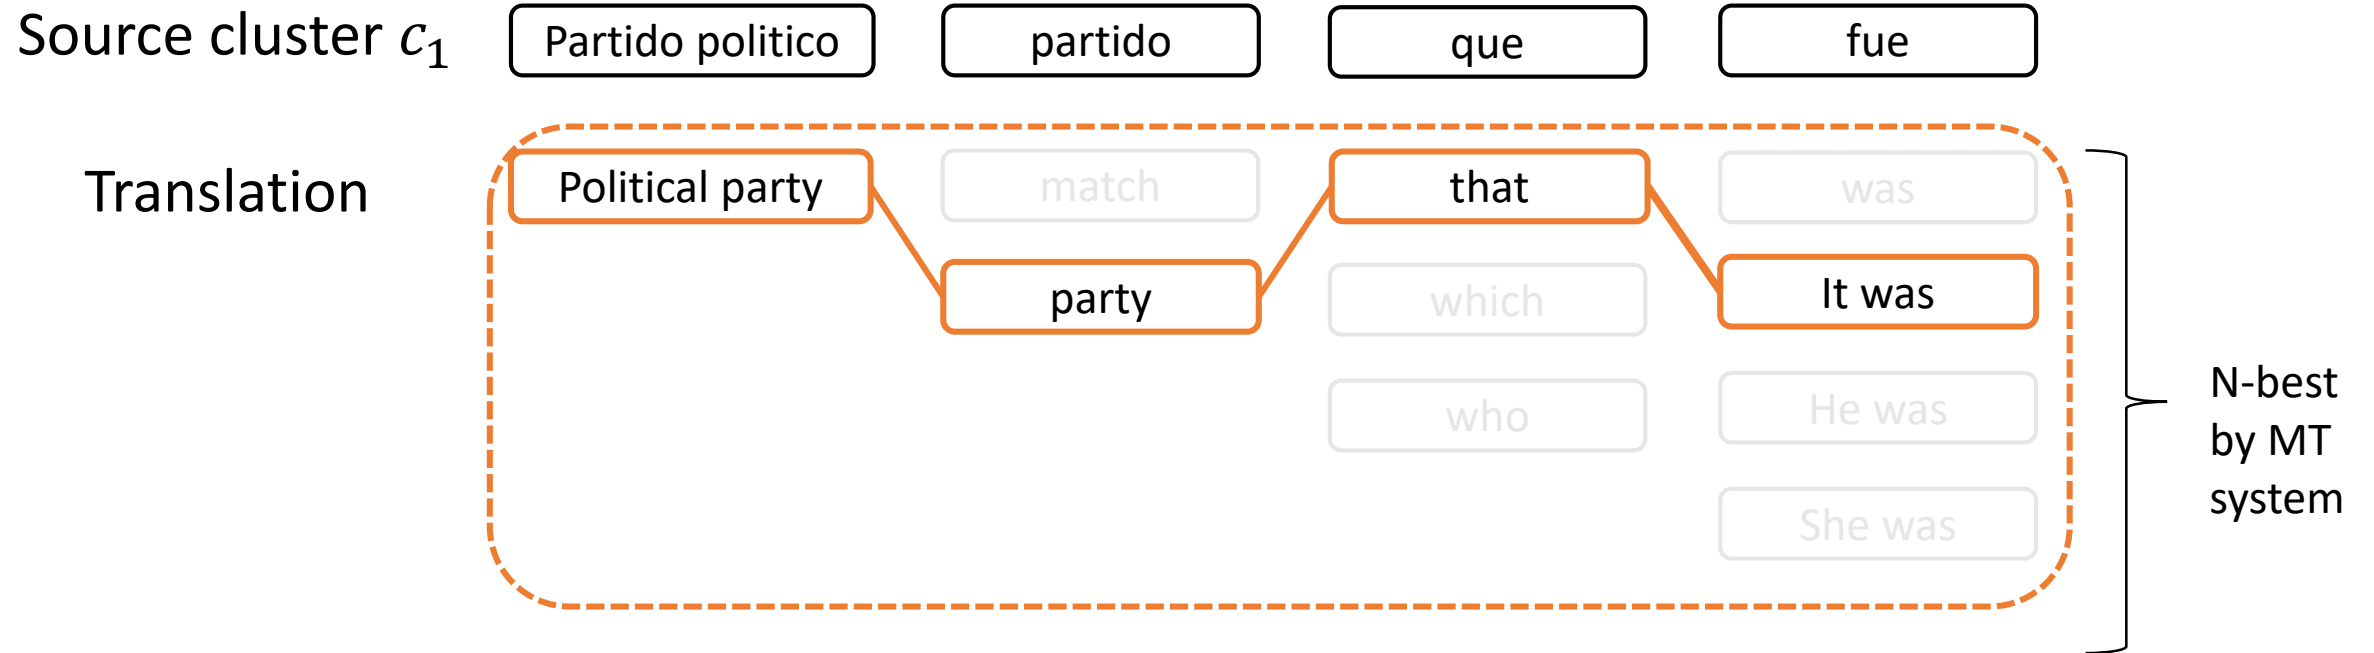 Source cluster c₁
Partido politico
partido
que
fue
Translation
Political party
match
that
was
party
which
It was
who
He was
She was
N-best
by MT
system